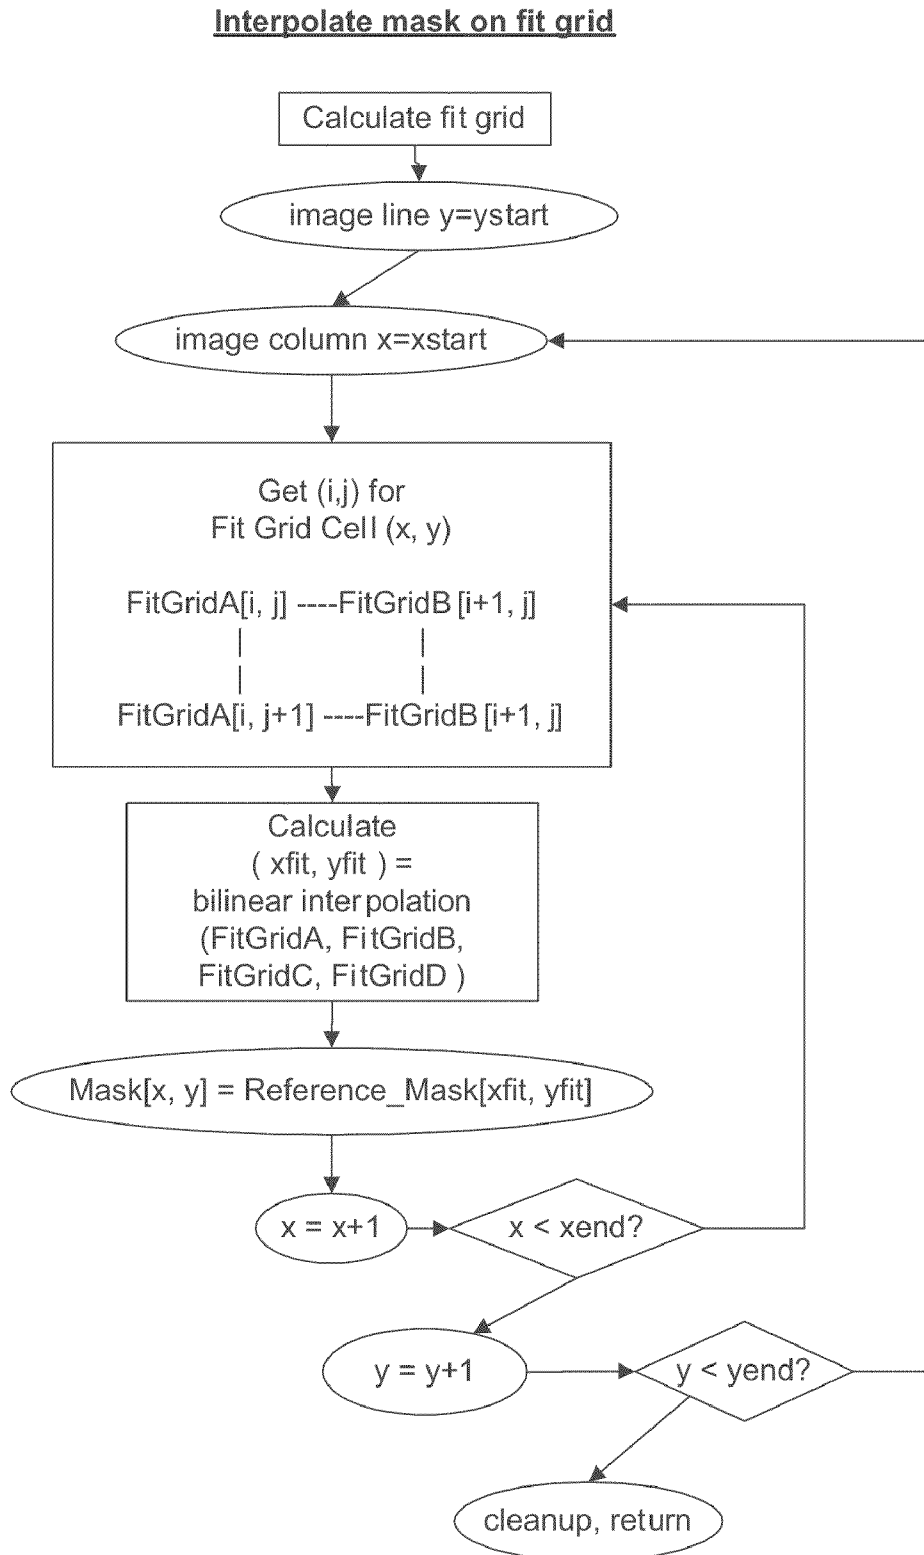 Interpolate mask on fit grid
Calculate fit grid
image line y=ystart
image column x=xstart
Get (i,j) for
Fit Grid Cell (x, y)
FitGridA[i, j] ----FitGridB[i+1, j]
| |
| |
FitGridA[i, j+1] ----FitGridB[i+1, j]
Calculate
( xfit, yfit ) =
bilinear interpolation
(FitGridA, FitGridB,
FitGridC, FitGridD )
Mask[x, y] = Reference_Mask[xfit, yfit]
x = x+1
x < xend?
y = y+1
y < yend?
cleanup, return